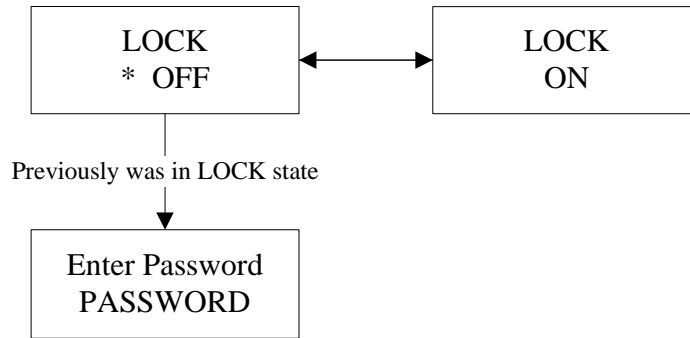 LOCK
* OFF
LOCK
ON
Previously was in LOCK state
Enter Password
PASSWORD